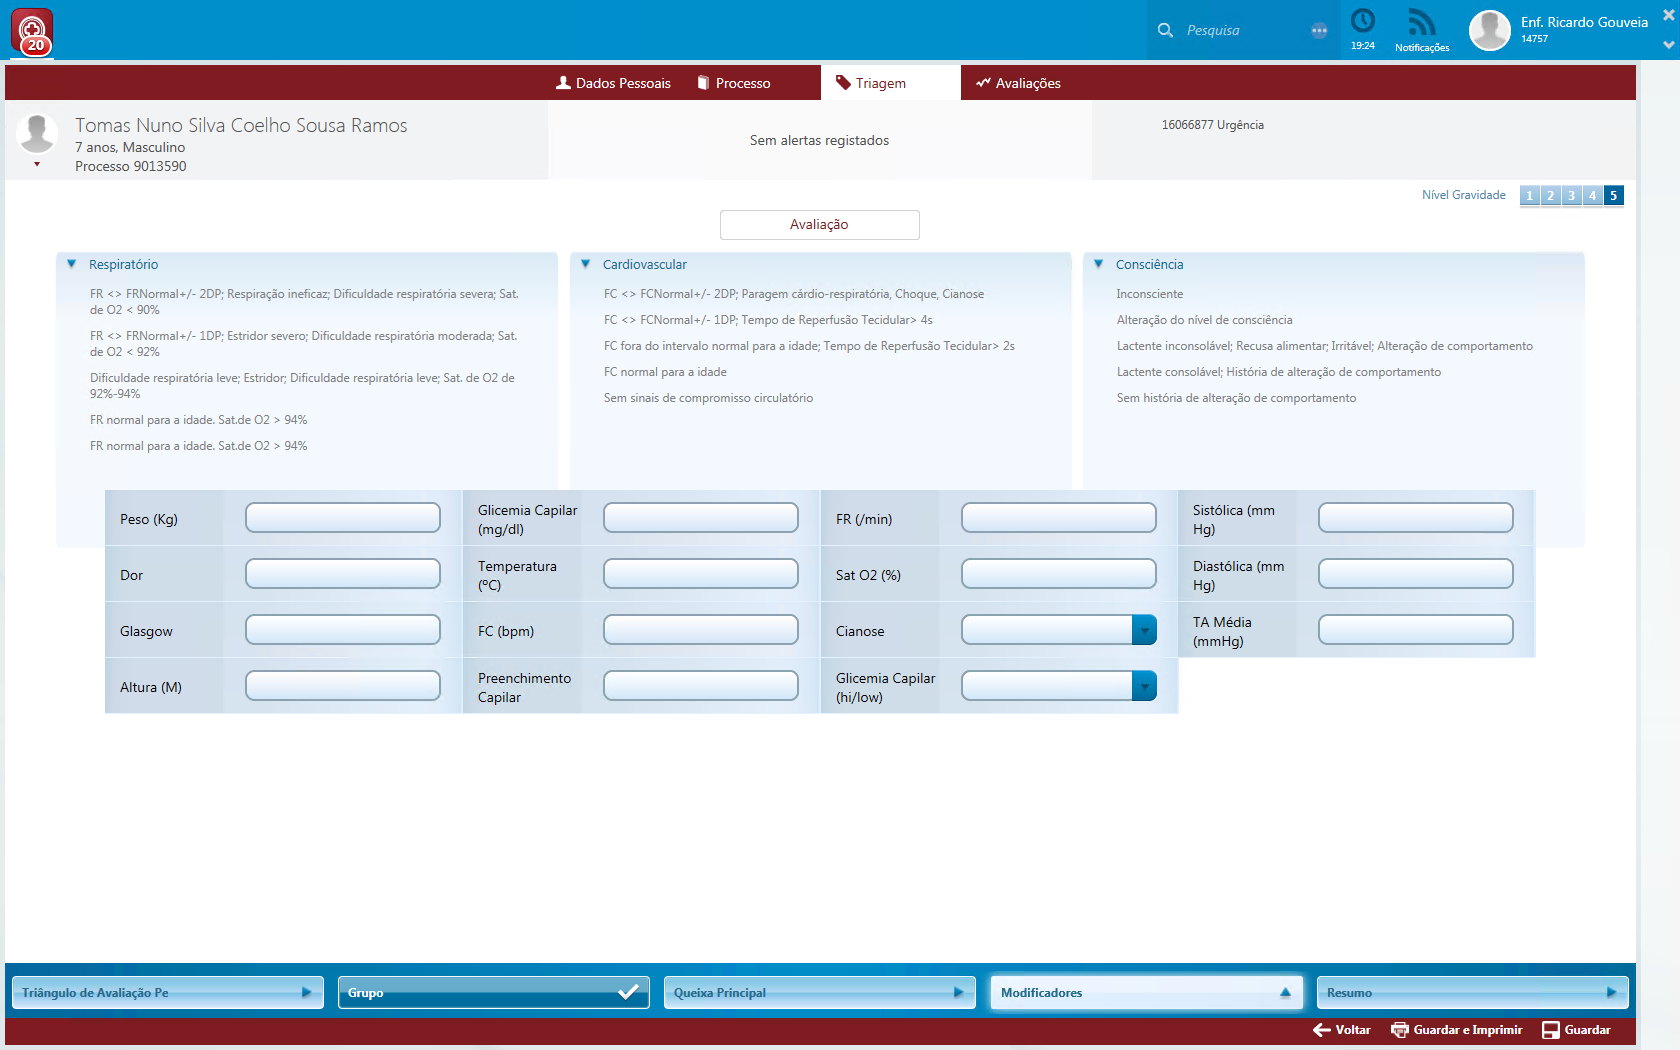 20
Pesquisa
19:24
Notificações
Enf. Ricardo Gouveia
14757
Dados Pessoais
Processo
Triagem
Avaliações
Tomas Nuno Silva Coelho Sousa Ramos
7 anos, Masculino
Processo 9013590
Sem alertas registados
16066877 Urgência
Nível Gravidade
1 2 3 4 5
Avaliação
Respiratório
FR <> FRNormal+/- 2DP; Respiração ineficaz; Dificuldade respiratória severa; Sat.
de O2 < 90%
FR <> FRNormal+/- 1DP; Estridor severo; Dificuldade respiratória moderada; Sat.
de O2 < 92%
Dificuldade respiratória leve; Estridor; Dificuldade respiratória leve; Sat. de O2 de
92%-94%
FR normal para a idade. Sat.de O2 > 94%
FR normal para a idade. Sat.de O2 > 94%
Cardiovascular
FC <> FCNormal+/- 2DP; Paragem cárdio-respiratória, Choque, Cianose
FC <> FCNormal+/- 1DP; Tempo de Reperfusão Tecidular> 4s
FC fora do intervalo normal para a idade; Tempo de Reperfusão Tecidular> 2s
FC normal para a idade
Sem sinais de compromisso circulatório
Consciência
Inconsciente
Alteração do nível de consciência
Lactente inconsolável; Recusa alimentar; Irritável; Alteração de comportamento
Lactente consolável; História de alteração de comportamento
Sem história de alteração de comportamento
Peso (Kg)
Glicemia Capilar
(mg/dl)
FR (/min)
Sistólica (mm
Hg)
Dor
Temperatura
(ºC)
Sat O2 (%)
Diastólica (mm
Hg)
Glasgow
FC (bpm)
Cianose
TA Média
(mmHg)
Altura (M)
Preenchimento
Capilar
Glicemia Capilar
(hi/low)
Triângulo de Avaliação Pe
Grupo
Queixa Principal
Modificadores
Resumo
Voltar
Guardar e Imprimir
Guardar